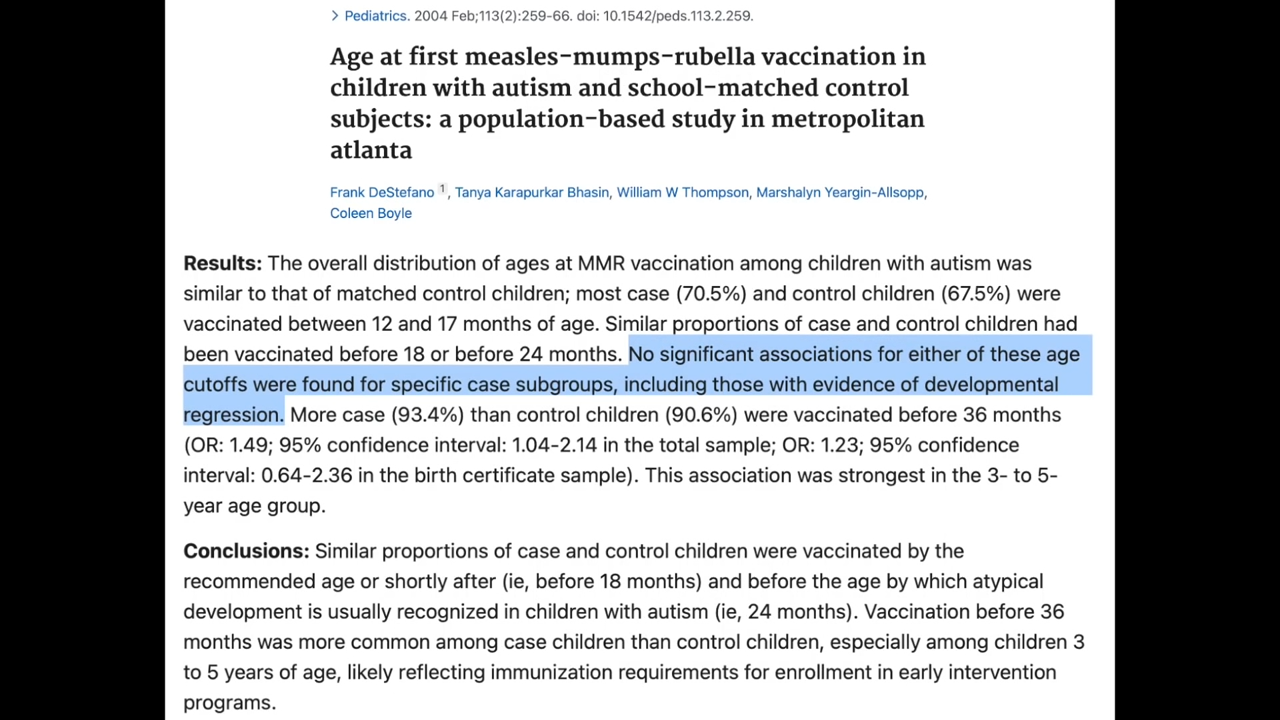 > Pediatrics. 2004 Feb;113(2):259-66. doi: 10.1542/peds.113.2.259.
Age at first measles-mumps-rubella vaccination in
children with autism and school-matched control
subjects: a population-based study in metropolitan
atlanta
Frank DeStefano 1, Tanya Karapurkar Bhasin, William W Thompson, Marshalyn Yeargin-Allsopp,
Coleen Boyle
Results: The overall distribution of ages at MMR vaccination among children with autism was
similar to that of matched control children; most case (70.5%) and control children (67.5%) were
vaccinated between 12 and 17 months of age. Similar proportions of case and control children had
been vaccinated before 18 or before 24 months. No significant associations for either of these age
cutoffs were found for specific case subgroups, including those with evidence of developmental
regression. More case (93.4%) than control children (90.6%) were vaccinated before 36 months
(OR: 1.49; 95% confidence interval: 1.04-2.14 in the total sample; OR: 1.23; 95% confidence
interval: 0.64-2.36 in the birth certificate sample). This association was strongest in the 3- to 5-
year age group.
Conclusions: Similar proportions of case and control children were vaccinated by the
recommended age or shortly after (ie, before 18 months) and before the age by which atypical
development is usually recognized in children with autism (ie, 24 months). Vaccination before 36
months was more common among case children than control children, especially among children 3
to 5 years of age, likely reflecting immunization requirements for enrollment in early intervention
programs.